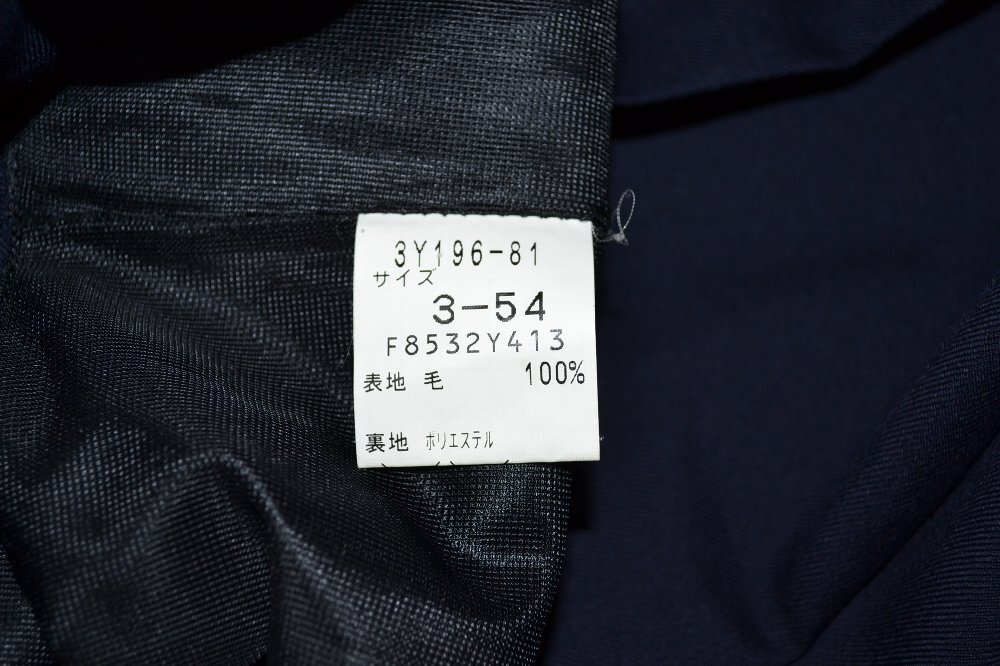 3Y196-81
サイズ
3-54
F8532Y413
表地 毛 100%
裏地 ポリエステル